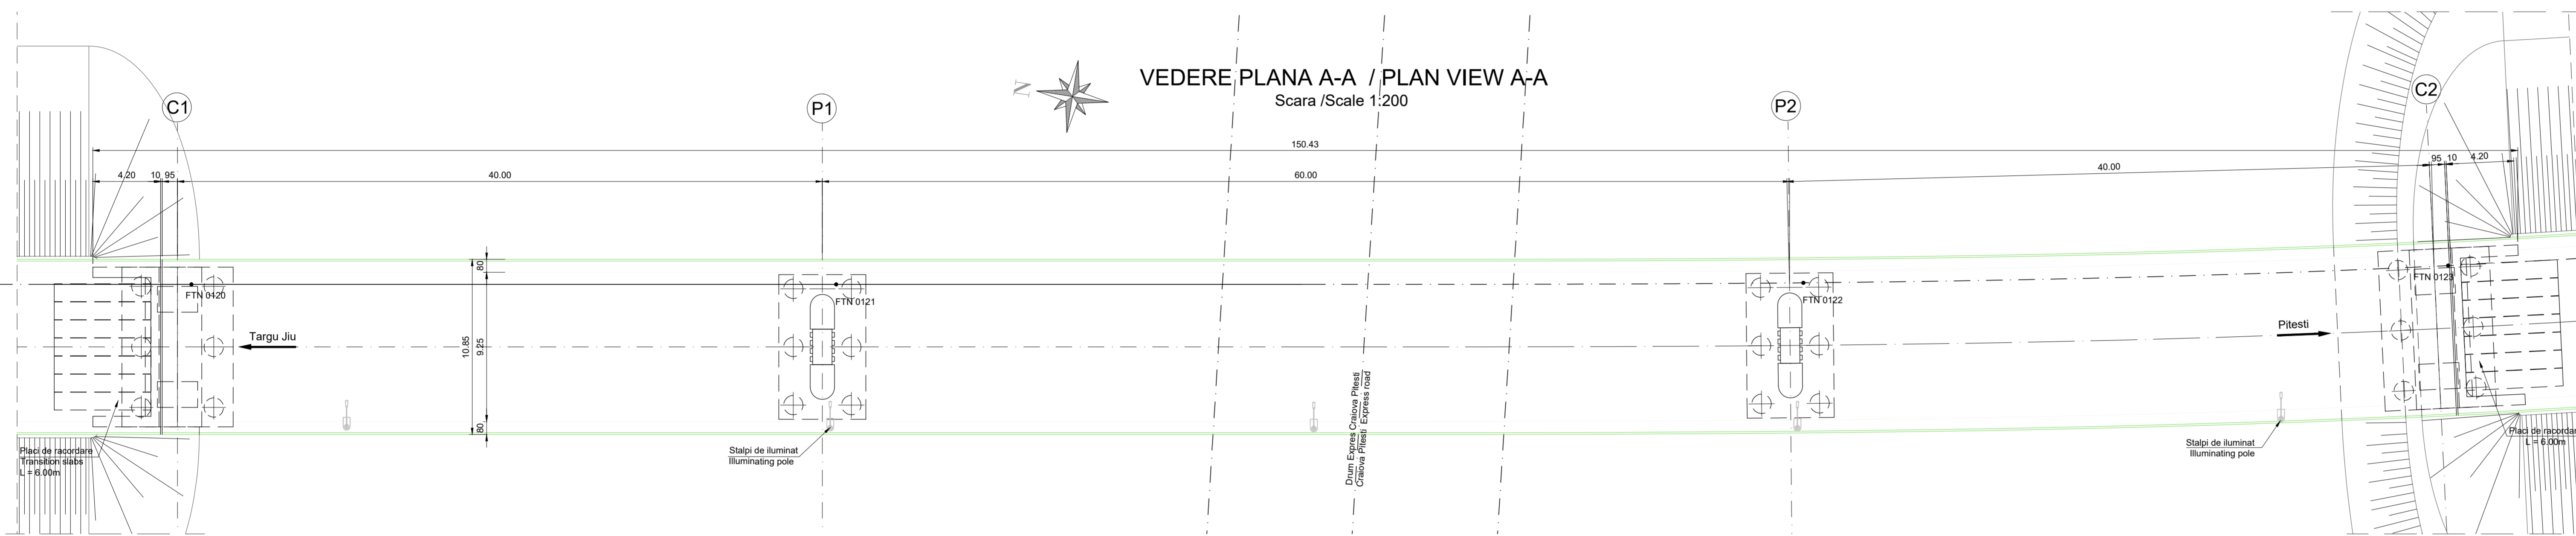 VEDERE PLANA A-A / PLAN VIEW A-A
Scara /Scale 1:200
N
C1
P1
P2
C2
150.43
4.20
10
95
40.00
60.00
40.00
95
10
4.20
80
10.85
9.25
80
FTN 0120
FTN 0121
FTN 0122
FTN 0123
Targu Jiu
Pitesti
Drum Expres Craiova Pitesti
Craiova Pitesti Express road
Placi de racordare
Transition slabs
L = 6.00m
Stalpi de iluminat
Illuminating pole
Stalpi de iluminat
Illuminating pole
Placi de racordar
L = 6.00m